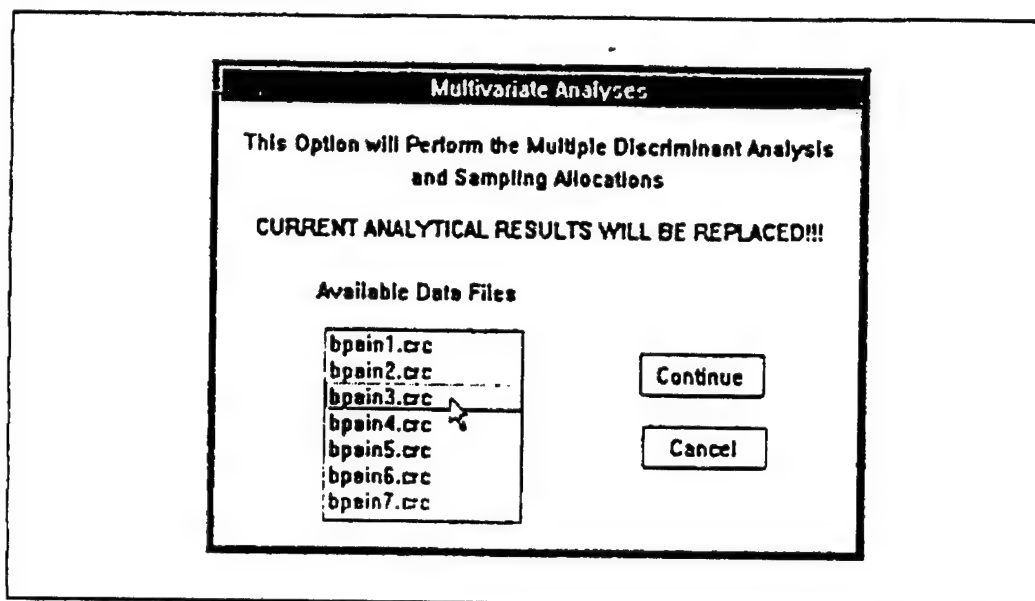 Multivariate Analyses
This Option will Perform the Multiple Discriminant Analysis
and Sampling Allocations
CURRENT ANALYTICAL RESULTS WILL BE REPLACED!!!
Available Data Files
bpain1.crc
bpain2.crc
bpain3.crc
bpain4.crc
bpain5.crc
bpain6.crc
bpain7.crc
Continue
Cancel